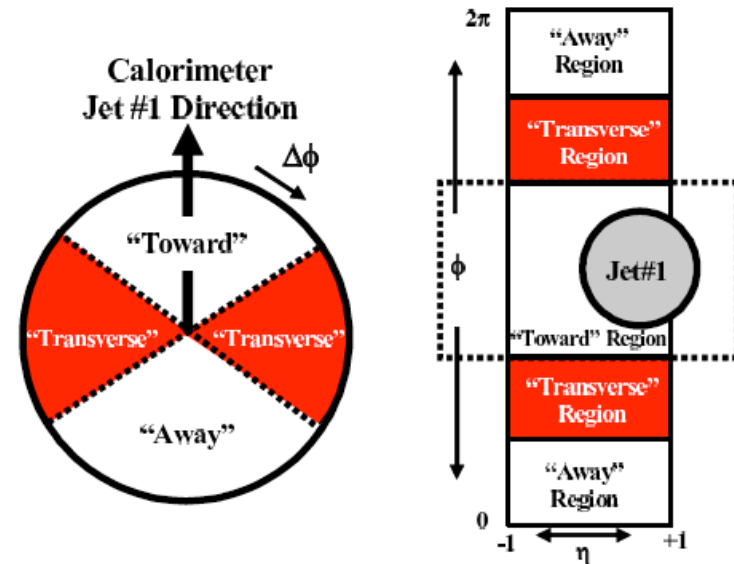 Calorimeter
Jet #1 Direction
Δϕ
“Toward”
“Transverse”
“Transverse”
“Away”
2π
“Away”
Region
“Transverse”
Region
ϕ
Jet#1
“Toward” Region
“Transverse”
Region
“Away”
Region
0
-1
η
+1